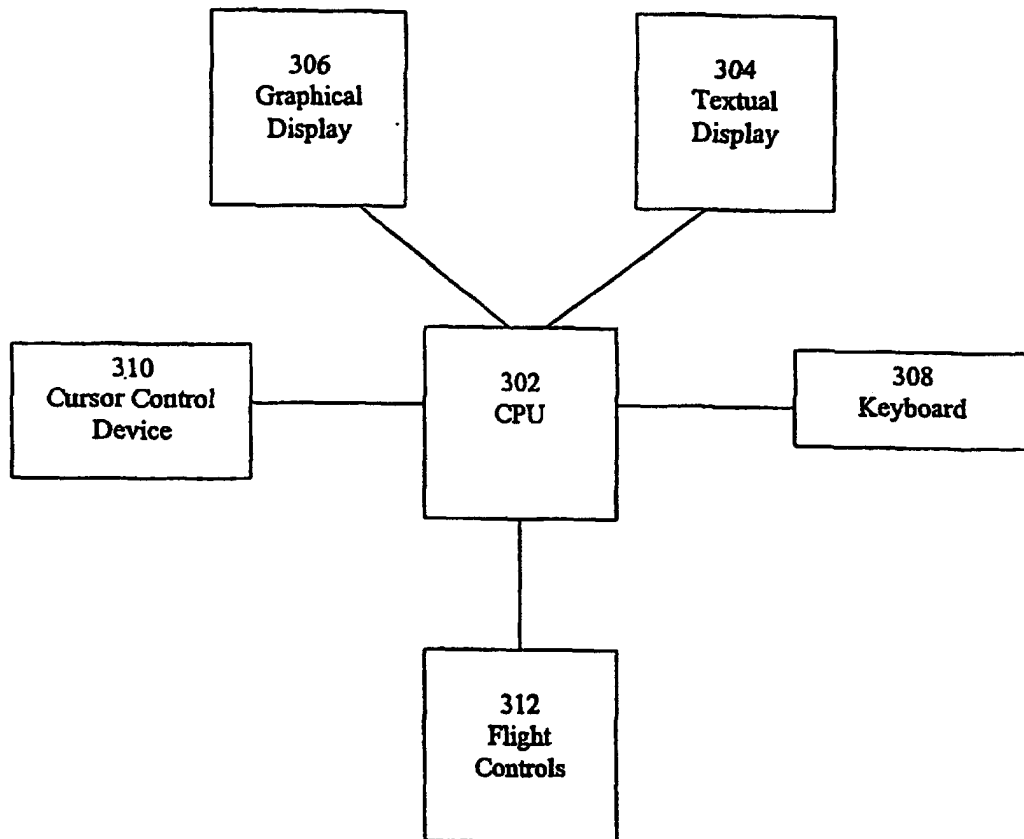 306
Graphical
Display
304
Textual
Display
310
Cursor Control
Device
302
CPU
308
Keyboard
312
Flight
Controls